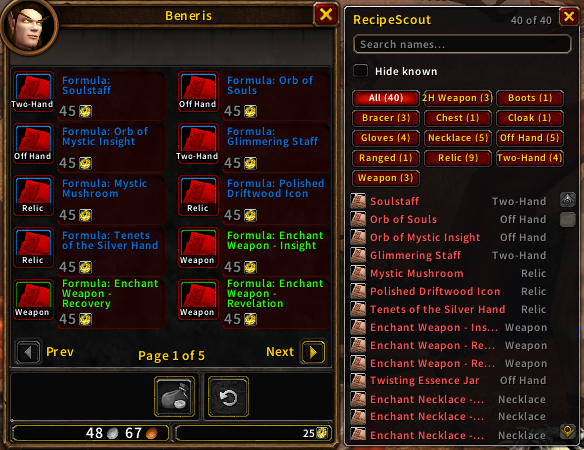 Beneris
Two-Hand
Formula:
Soulstaff
45
Off Hand
Formula: Orb of
Souls
45
Off Hand
Formula: Orb of
Mystic Insight
45
Two-Hand
Formula:
Glimmering Staff
45
Relic
Formula: Mystic
Mushroom
45
Relic
Formula: Polished
Driftwood Icon
45
Relic
Formula: Tenets
of the Silver Hand
45
Weapon
Formula: Enchant
Weapon - Insight
45
Weapon
Formula: Enchant
Weapon -
Recovery
45
Weapon
Formula: Enchant
Weapon -
Revelation
45
Prev
Page 1 of 5
Next
48 67
25
RecipeScout 40 of 40
Search names...
Hide known
All (40) 2H Weapon (3) Boots (1)
Bracer (3) Chest (1) Cloak (1)
Gloves (4) Necklace (5) Off Hand (5)
Ranged (1) Relic (9) Two-Hand (4)
Weapon (3)
Soulstaff Two-Hand
Orb of Souls Off Hand
Orb of Mystic Insight Off Hand
Glimmering Staff Two-Hand
Mystic Mushroom Relic
Polished Driftwood Icon Relic
Tenets of the Silver Hand Relic
Enchant Weapon - Ins... Weapon
Enchant Weapon - Re... Weapon
Enchant Weapon - Re... Weapon
Twisting Essence Jar Off Hand
Enchant Necklace -... Necklace
Enchant Necklace -... Necklace
Enchant Necklace -... Necklace